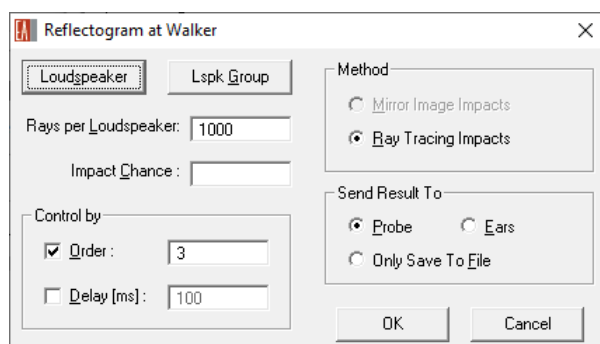 EA Reflectogram at Walker
Loudspeaker Lspk Group
Rays per Loudspeaker: 1000
Impact Chance :
Control by
Order : 3
Delay [ms] : 100
Method
Mirror Image Impacts
Ray Tracing Impacts
Send Result To
Probe Ears
Only Save To File
OK Cancel